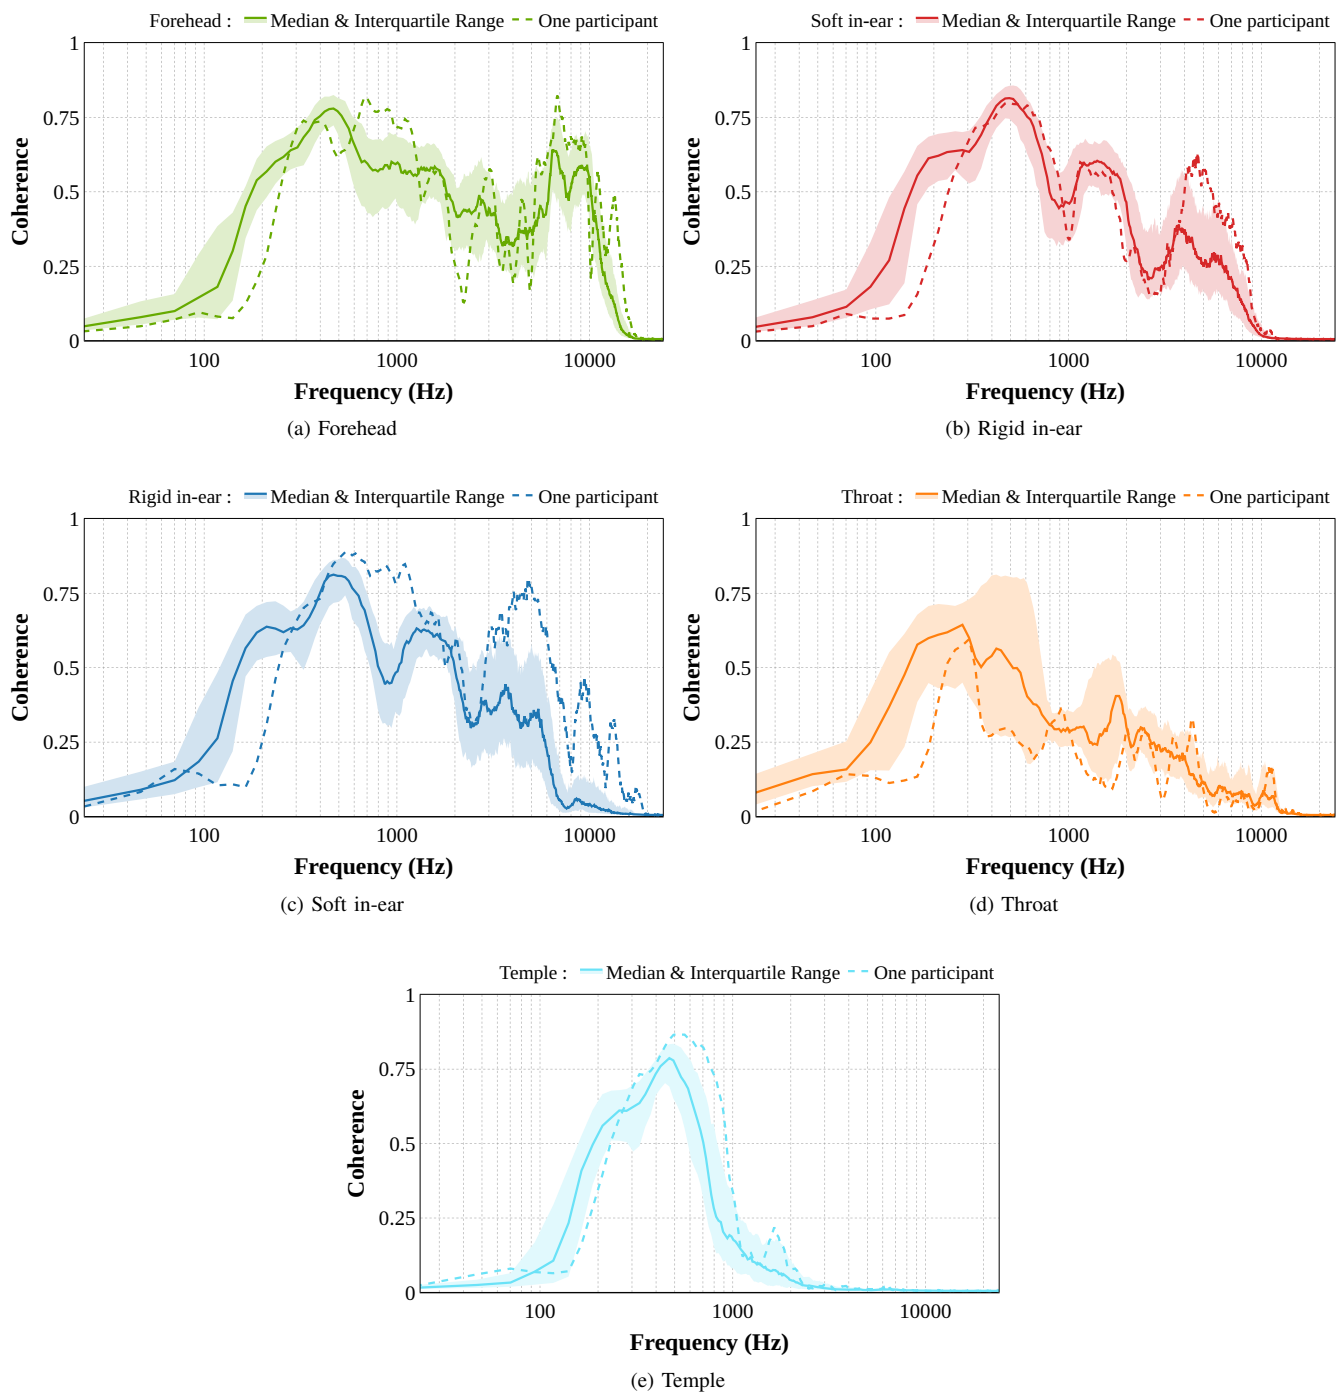 Forehead : Median & Interquartile Range One participant
1
0.75
0.5
0.25
0
Coherence
100 1000 10000
Frequency (Hz)
(a) Forehead
Soft in-ear : Median & Interquartile Range One participant
1
0.75
0.5
0.25
0
Coherence
100 1000 10000
Frequency (Hz)
(b) Rigid in-ear
Rigid in-ear : Median & Interquartile Range One participant
1
0.75
0.5
0.25
0
Coherence
100 1000 10000
Frequency (Hz)
(c) Soft in-ear
Throat : Median & Interquartile Range One participant
1
0.75
0.5
0.25
0
Coherence
100 1000 10000
Frequency (Hz)
(d) Throat
Temple : Median & Interquartile Range One participant
1
0.75
0.5
0.25
0
Coherence
100 1000 10000
Frequency (Hz)
(e) Temple